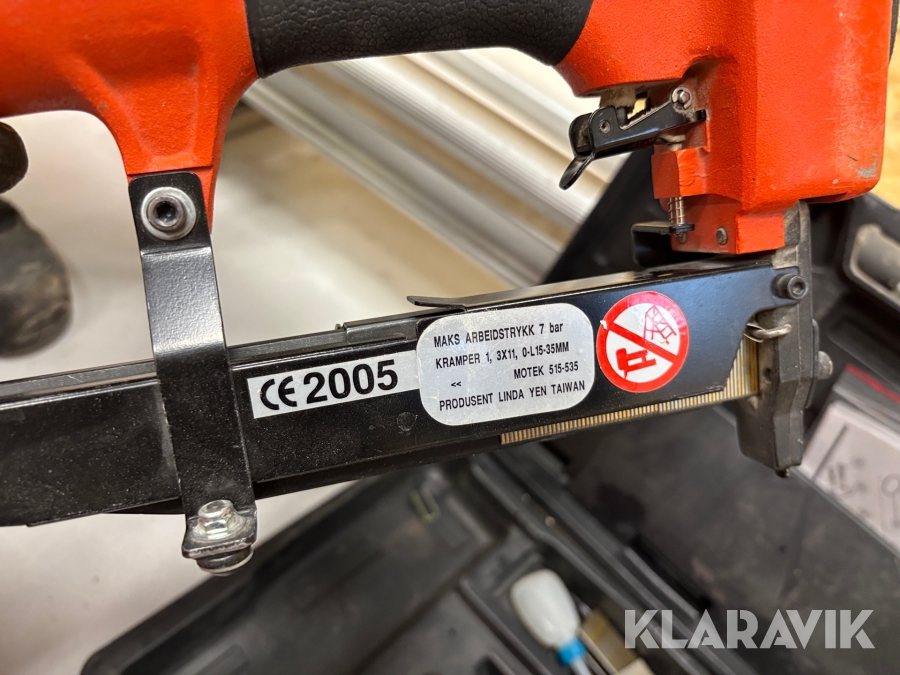 CE 2005
MAKS ARBEIDSTRYKK 7 bar
KRAMPER 1, 3X11, 0-L15-35MM
<< MOTEK 515-535
PRODUSENT LINDA YEN TAIWAN
KLARAVIK